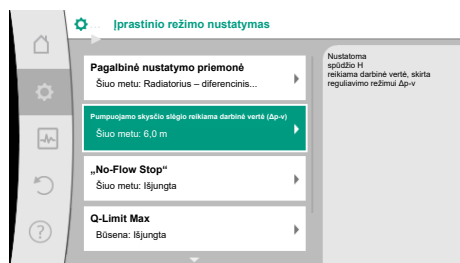 Įprastinio režimo nustatymas
Pagalbinė nustatymo priemonė
Šiuo metu: Radiatorius – diferencinis...
Pumpuojamo skysčio slėgio reikiama darbinė vertė (Δp-v)
Šiuo metu: 6,0 m
„No-Flow Stop“
Šiuo metu: Išjungta
Q-Limit Max
Būsena: Išjungta
Nustatoma
spūdžio H
reikiama darbinė vertė, skirta
reguliavimo režimui Δp-v